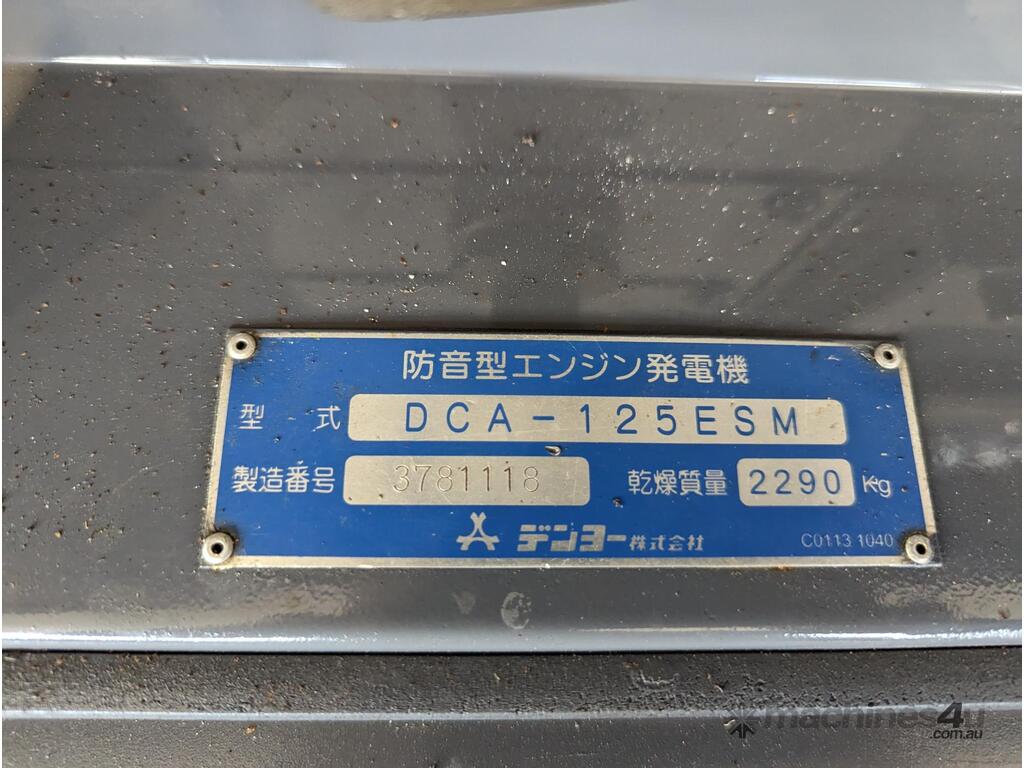 防音型エンジン発電機
型 式 DCA-125ESM
製造番号 3781118 乾燥質量 2290 Kg
デンヨー株式会社 C0113 1040
machines4u
.com.au